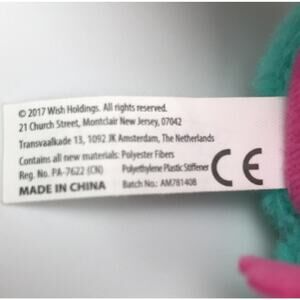 © 2017 Wish Holdings. All rights reserved.
21 Church Street, Montclair New Jersey, 07042
Transvaalkade 13, 1092 JK Amsterdam, The Netherlands
Contains all new materials: Polyester Fibers
Reg. No. PA-7622 (CN) Polyethylene Plastic Stiffener
MADE IN CHINA Batch No.: AM781408
CE